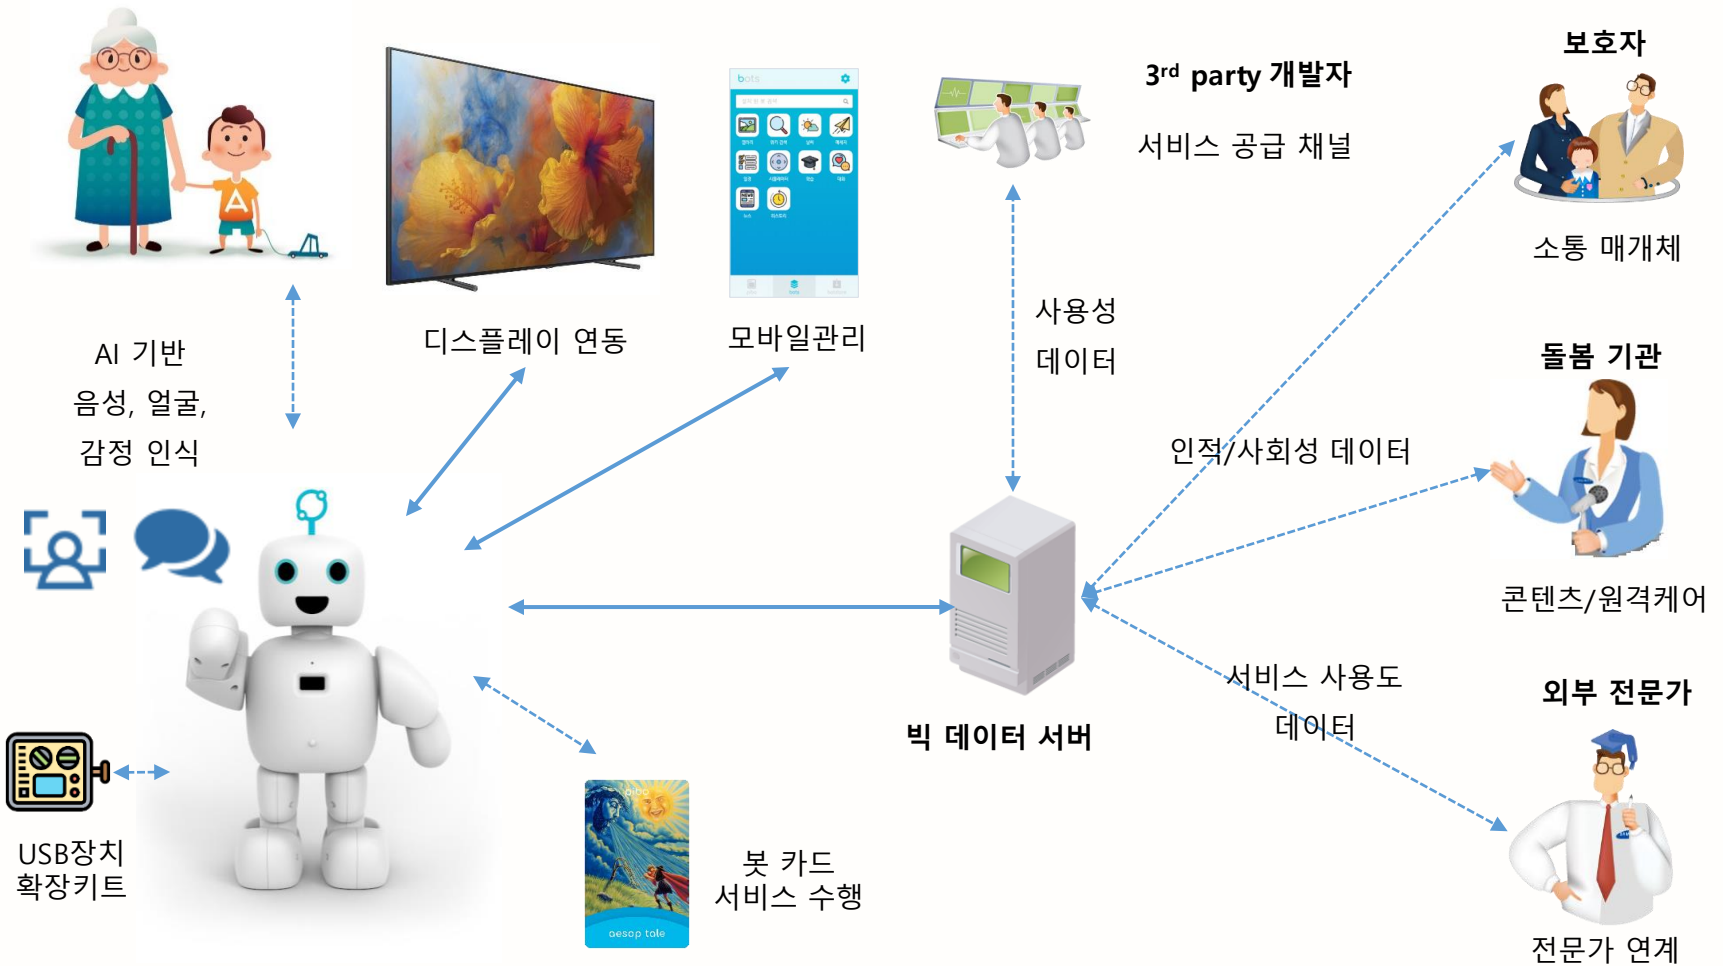 보호자
3rd party 개발자
서비스 공급 채널
bots
소통 매개체
사용성
데이터
디스플레이 연동
모바일관리
AI 기반
음성, 얼굴,
감정 인식
돌봄 기관
인적/사회성 데이터
콘텐츠/원격케어
서비스 사용도
데이터
외부 전문가
빅 데이터 서버
USB장치
확장키트
pibo
aesop tale
봇 카드
서비스 수행
전문가 연계